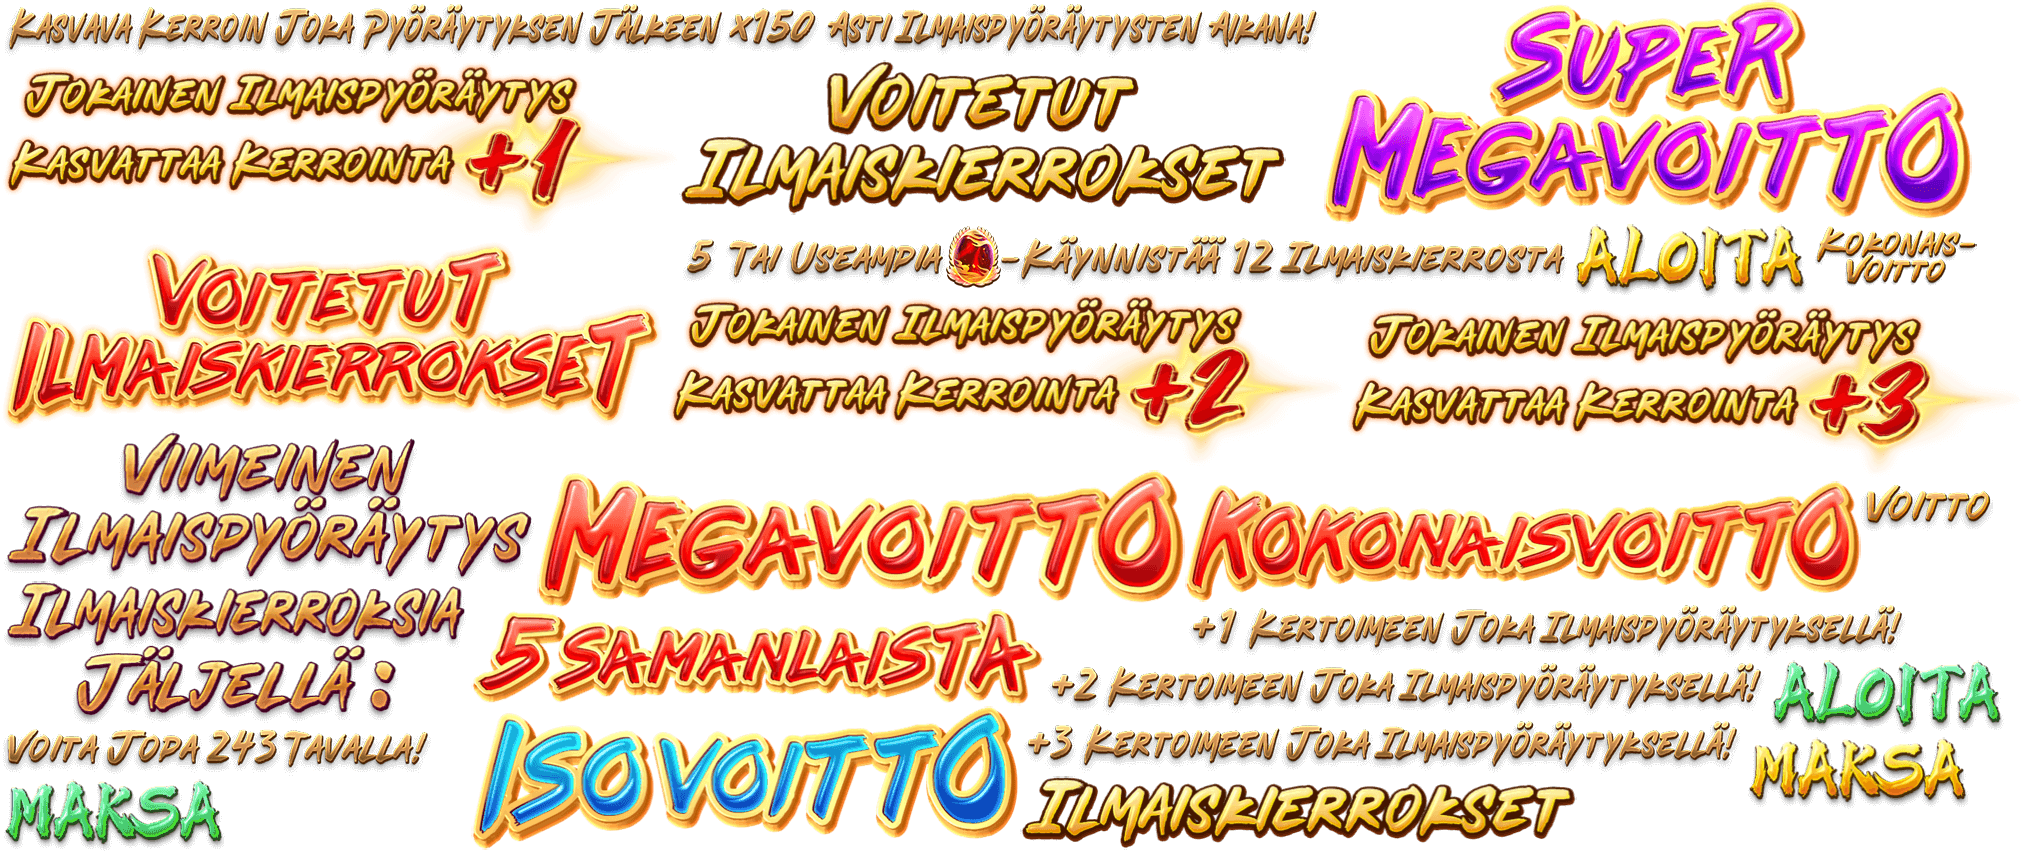 Kasvava Kerroin Joka Pyöräytyksen Jälkeen x150 Asti Ilmaispyöräytysten Aikana!
Jokainen Ilmaispyöräytys
Kasvattaa Kerrointa +1
Voitetut
Ilmaiskierrokset
Super
Megavoitto
5 Tai Useampia -Käynnistää 12 Ilmaiskierrosta
ALOITA
Kokonais-
voitto
Voitetut
Ilmaiskierrokset
Jokainen Ilmaispyöräytys
Kasvattaa Kerrointa +2
Jokainen Ilmaispyöräytys
Kasvattaa Kerrointa +3
Viimeinen
Ilmaispyöräytys
Megavoitto
Kokonaisvoitto
Voitto
Ilmaiskierroksia
Jäljellä :
5 samanlaista
+1 Kertoimeen Joka Ilmaispyöräytyksellä!
+2 Kertoimeen Joka Ilmaispyöräytyksellä!
ALOITA
Voita Jopa 243 Tavalla!
Iso voitto
+3 Kertoimeen Joka Ilmaispyöräytyksellä!
MAKSA
MAKSA
Ilmaiskierrokset